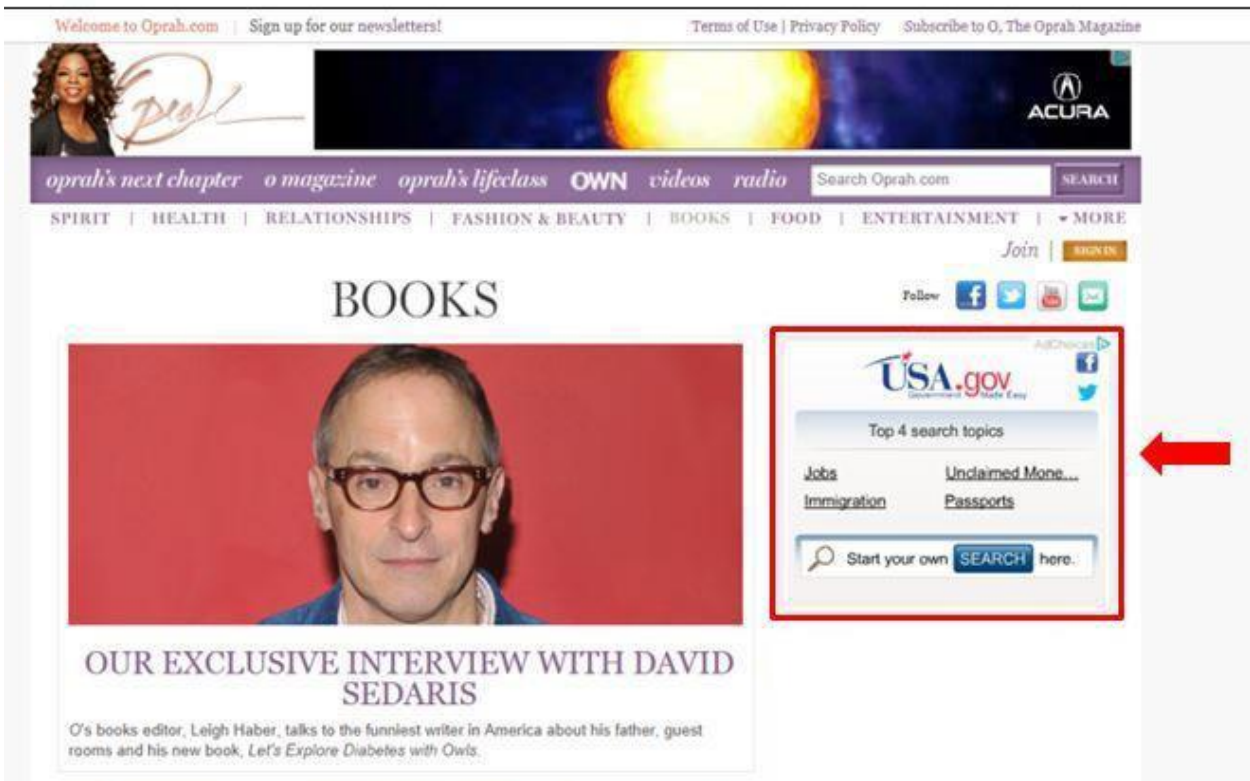 Welcome to Oprah.com | Sign up for our newsletters!
Terms of Use | Privacy Policy Subscribe to O, The Oprah Magazine
Oprah
ACURA
oprah's next chapter o magazine oprah's lifeclass OWN videos radio Search Oprah.com SEARCH
SPIRIT | HEALTH | RELATIONSHIPS | FASHION & BEAUTY | BOOKS | FOOD | ENTERTAINMENT | MORE
Join | SIGN IN
BOOKS
Follow
AdChoices
USA.gov
Government Made Easy
Top 4 search topics
Jobs Unclaimed Mone...
Immigration Passports
Start your own SEARCH here.
OUR EXCLUSIVE INTERVIEW WITH DAVID
SEDARIS
O's books editor, Leigh Haber, talks to the funniest writer in America about his father, guest
rooms and his new book, Let's Explore Diabetes with Owls.